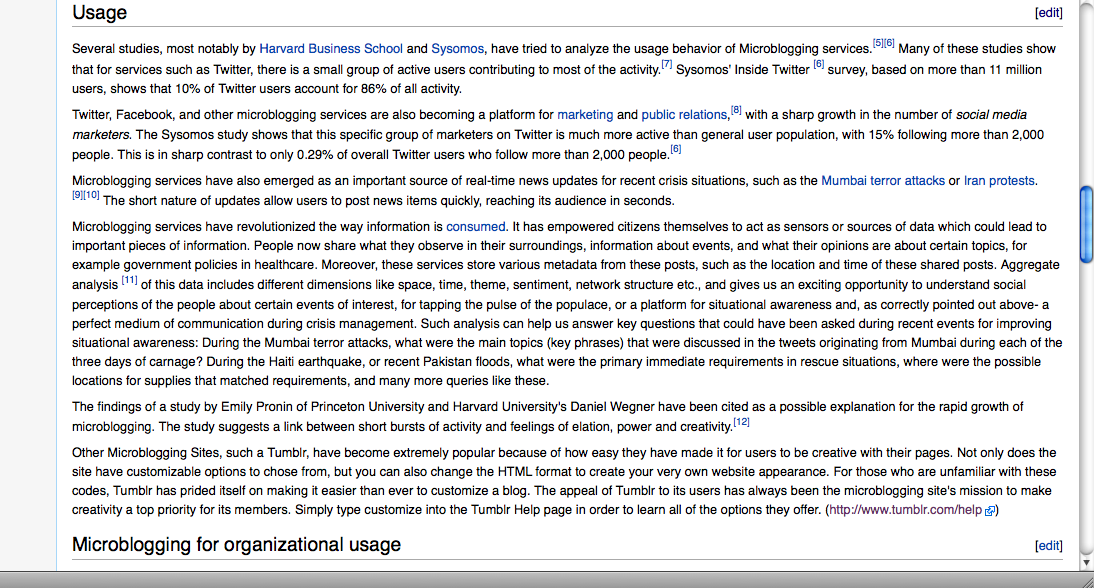 Usage [edit]
Several studies, most notably by Harvard Business School and Sysomos, have tried to analyze the usage behavior of Microblogging services.[5][6] Many of these studies show
that for services such as Twitter, there is a small group of active users contributing to most of the activity.[7] Sysomos' Inside Twitter [6] survey, based on more than 11 million
users, shows that 10% of Twitter users account for 86% of all activity.
Twitter, Facebook, and other microblogging services are also becoming a platform for marketing and public relations,[8] with a sharp growth in the number of social media
marketers. The Sysomos study shows that this specific group of marketers on Twitter is much more active than general user population, with 15% following more than 2,000
people. This is in sharp contrast to only 0.29% of overall Twitter users who follow more than 2,000 people.[6]
Microblogging services have also emerged as an important source of real-time news updates for recent crisis situations, such as the Mumbai terror attacks or Iran protests.
[9][10] The short nature of updates allow users to post news items quickly, reaching its audience in seconds.
Microblogging services have revolutionized the way information is consumed. It has empowered citizens themselves to act as sensors or sources of data which could lead to
important pieces of information. People now share what they observe in their surroundings, information about events, and what their opinions are about certain topics, for
example government policies in healthcare. Moreover, these services store various metadata from these posts, such as the location and time of these shared posts. Aggregate
analysis [11] of this data includes different dimensions like space, time, theme, sentiment, network structure etc., and gives us an exciting opportunity to understand social
perceptions of the people about certain events of interest, for tapping the pulse of the populace, or a platform for situational awareness and, as correctly pointed out above- a
perfect medium of communication during crisis management. Such analysis can help us answer key questions that could have been asked during recent events for improving
situational awareness: During the Mumbai terror attacks, what were the main topics (key phrases) that were discussed in the tweets originating from Mumbai during each of the
three days of carnage? During the Haiti earthquake, or recent Pakistan floods, what were the primary immediate requirements in rescue situations, where were the possible
locations for supplies that matched requirements, and many more queries like these.
The findings of a study by Emily Pronin of Princeton University and Harvard University's Daniel Wegner have been cited as a possible explanation for the rapid growth of
microblogging. The study suggests a link between short bursts of activity and feelings of elation, power and creativity.[12]
Other Microblogging Sites, such a Tumblr, have become extremely popular because of how easy they have made it for users to be creative with their pages. Not only does the
site have customizable options to chose from, but you can also change the HTML format to create your very own website appearance. For those who are unfamiliar with these
codes, Tumblr has prided itself on making it easier than ever to customize a blog. The appeal of Tumblr to its users has always been the microblogging site's mission to make
creativity a top priority for its members. Simply type customize into the Tumblr Help page in order to learn all of the options they offer. (http://www.tumblr.com/help)
Microblogging for organizational usage [edit]